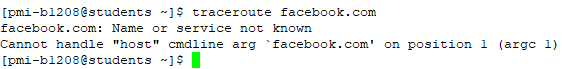 [pmi-b1208@students ~]$ traceroute facebook.com
facebook.com: Name or service not known
Cannot handle "host" cmdline arg `facebook.com' on position 1 (argc 1)
[pmi-b1208@students ~]$